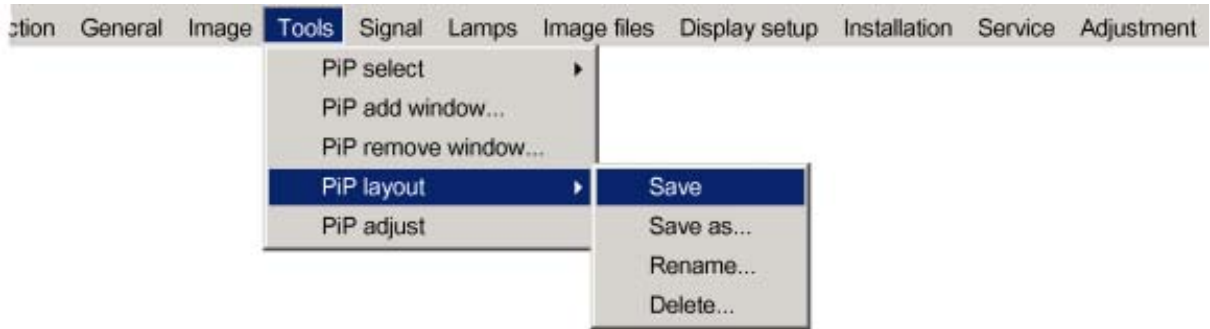 ction General Image Tools Signal Lamps Image files Display setup Installation Service Adjustment
PiP select
PiP add window...
PiP remove window...
PiP layout
PiP adjust
Save
Save as...
Rename...
Delete...